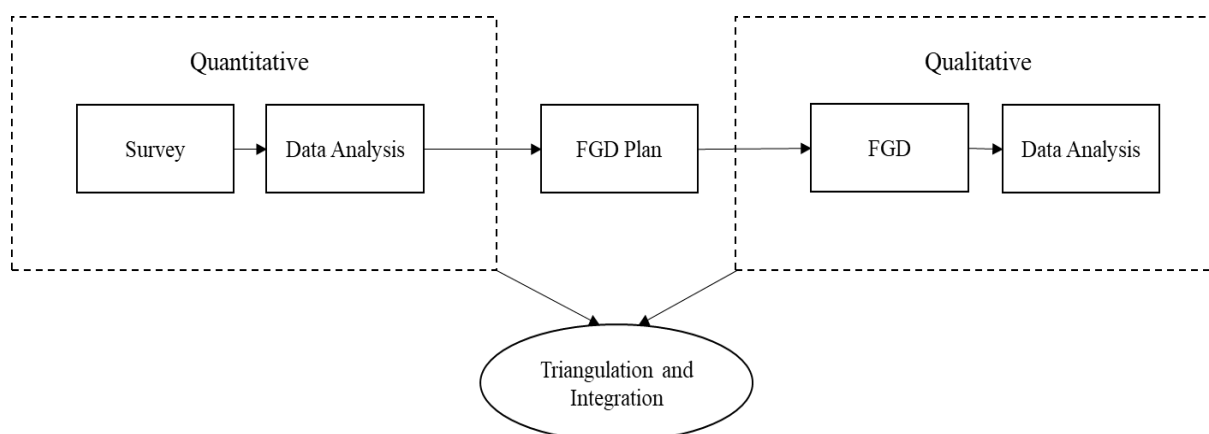 Quantitative
Qualitative
Survey
Data Analysis
FGD Plan
FGD
Data Analysis
Triangulation and
Integration